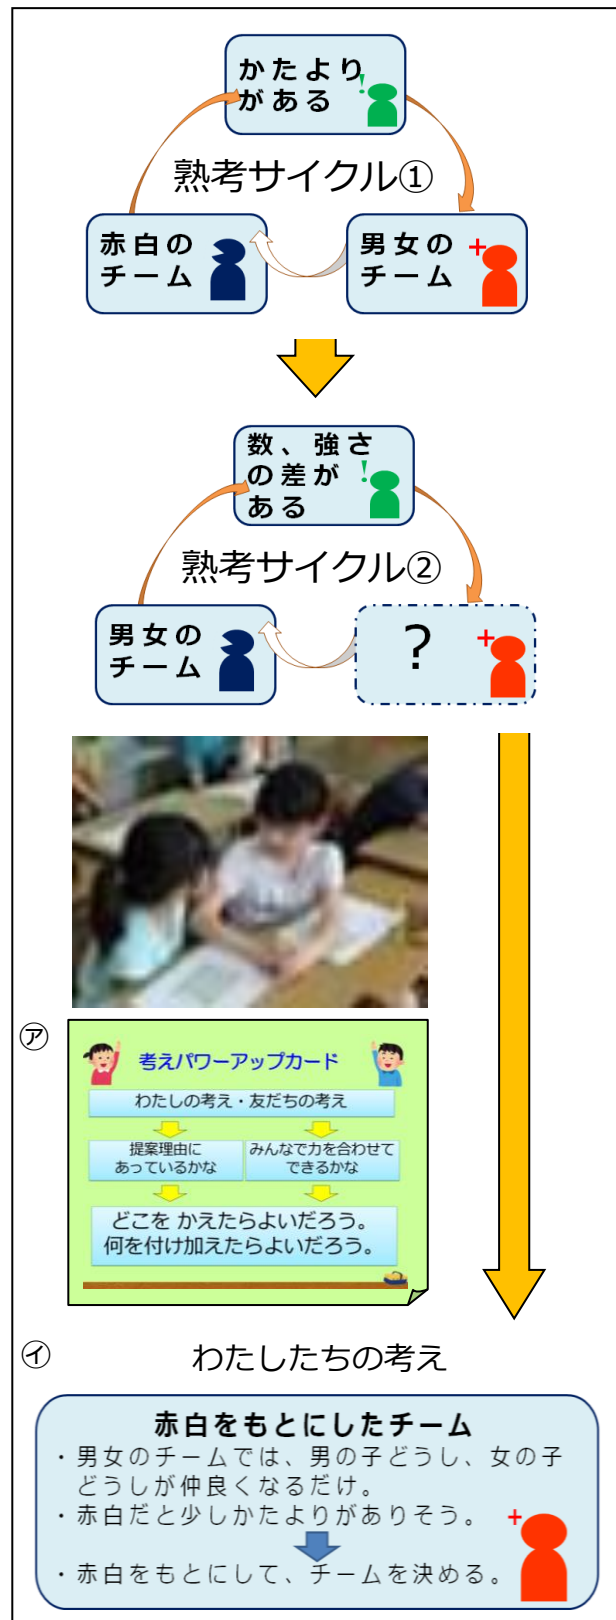 かたより
がある
!
熟考サイクル①
赤白の
チーム
男女の
チーム
+
数、強さ
の差が
ある
!
熟考サイクル②
男女の
チーム
?
+
㋐
考えパワーアップカード
わたしの考え・友だちの考え
提案理由に
あっているかな
みんなで力を合わせて
できるかな
どこを かえたらよいだろう。
何を付け加えたらよいだろう。
㋑
わたしたちの考え
赤白をもとにしたチーム
・男女のチームでは、男の子どうし、女の子
どうしが仲良くなるだけ。
・赤白だと少しかたよりがありそう。
+
・赤白をもとにして、チームを決める。